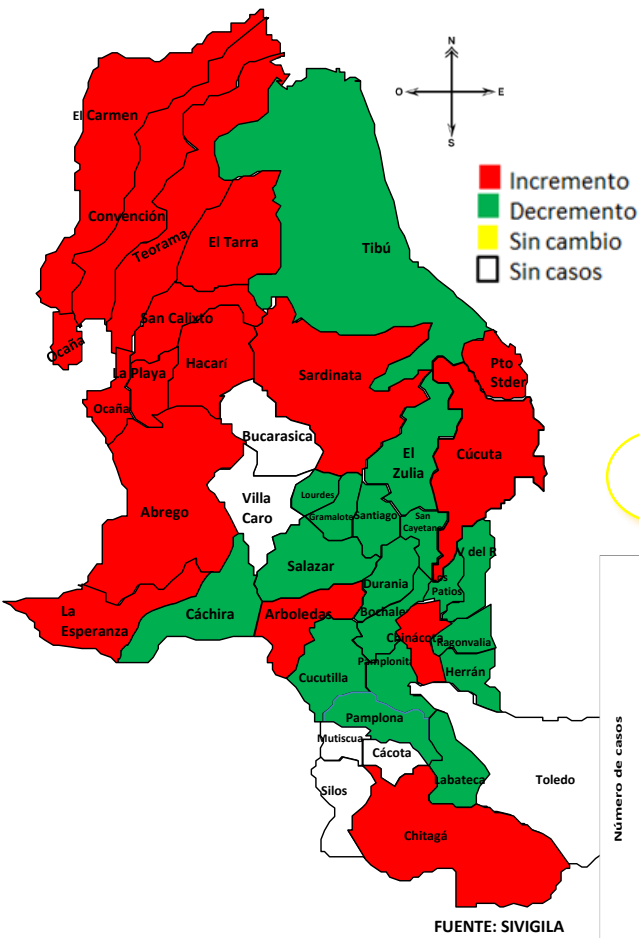 N
O
E
S
Incremento
Decremento
Sin cambio
Sin casos
El Carmen
Convención
Teorama
El Tarra
Tibú
San Calixto
Ocaña
La Playa
Hacarí
Sardinata
Pto
Stder
Ocaña
Bucarasica
El
Zulia
Cúcuta
Villa
Caro
Lourdes
Gramalote
Santiago
San
Cayetano
Abrego
Salazar
V del R
Durania
Los
Patios
La
Esperanza
Cáchira
Arboledas
Bochale
Chinácota
Ragonvalia
Pamplonit
Herrán
Cucutilla
Pamplona
Mutiscua
Cácota
Silos
Labateca
Toledo
Chitagá
Número de casos
FUENTE: SIVIGILA